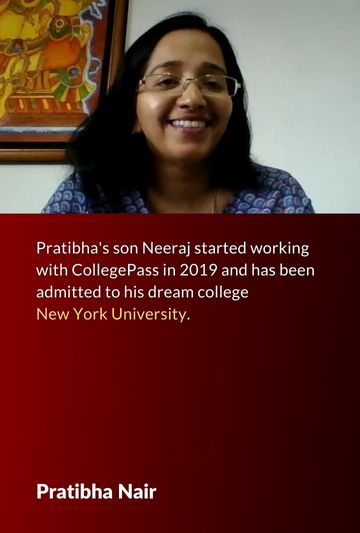 Pratibha's son Neeraj started working
with CollegePass in 2019 and has been
admitted to his dream college
New York University.
Pratibha Nair